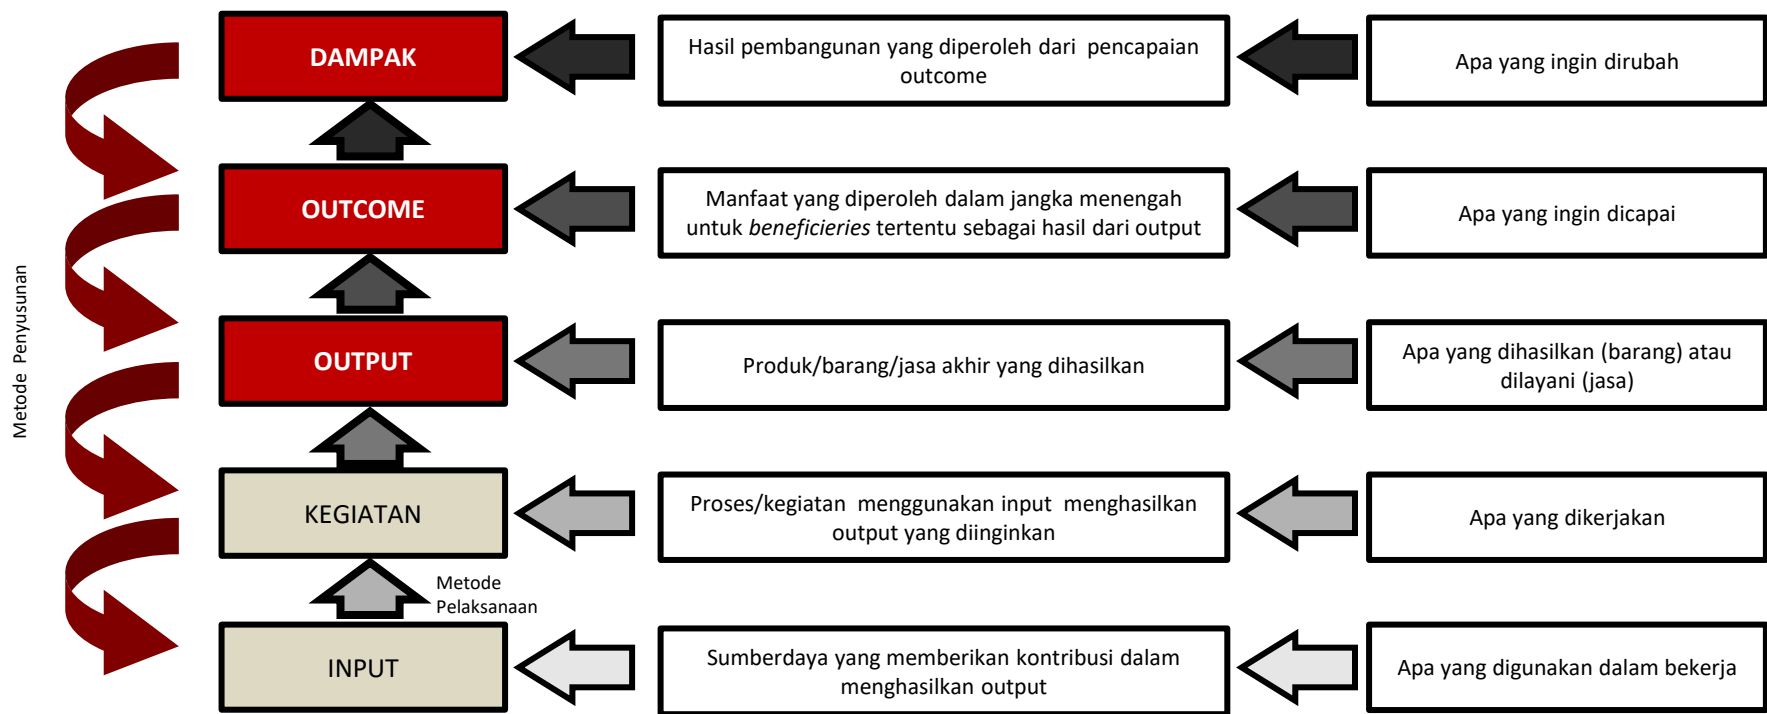 Metode Penyusunan
DAMPAK
Hasil pembangunan yang diperoleh dari pencapaian
outcome
Apa yang ingin dirubah
OUTCOME
Manfaat yang diperoleh dalam jangka menengah
untuk beneficieries tertentu sebagai hasil dari output
Apa yang ingin dicapai
OUTPUT
Produk/barang/jasa akhir yang dihasilkan
Apa yang dihasilkan (barang) atau
dilayani (jasa)
KEGIATAN
Proses/kegiatan menggunakan input menghasilkan
output yang diinginkan
Apa yang dikerjakan
Metode
Pelaksanaan
INPUT
Sumberdaya yang memberikan kontribusi dalam
menghasilkan output
Apa yang digunakan dalam bekerja